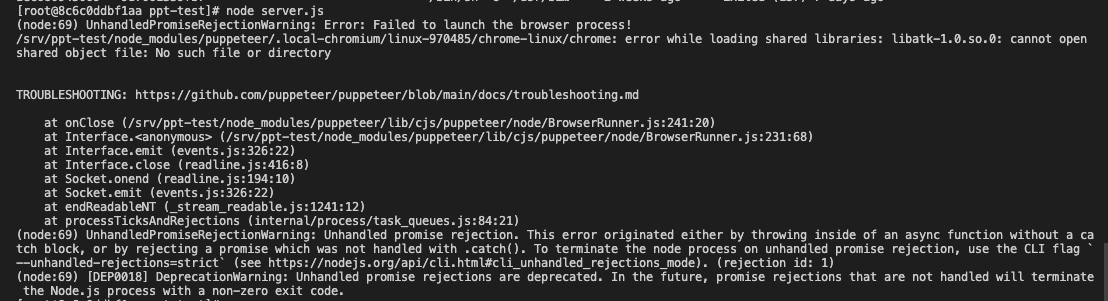 [root@8c6c0ddbf1aa ppt-test]# node server.js
(node:69) UnhandledPromiseRejectionWarning: Error: Failed to launch the browser process!
/srv/ppt-test/node_modules/puppeteer/.local-chromium/linux-970485/chrome-linux/chrome: error while loading shared libraries: libatk-1.0.so.0: cannot open
shared object file: No such file or directory
TROUBLESHOOTING: https://github.com/puppeteer/puppeteer/blob/main/docs/troubleshooting.md
at onClose (/srv/ppt-test/node_modules/puppeteer/lib/cjs/puppeteer/node/BrowserRunner.js:241:20)
at Interface.<anonymous> (/srv/ppt-test/node_modules/puppeteer/lib/cjs/puppeteer/node/BrowserRunner.js:231:68)
at Interface.emit (events.js:326:22)
at Interface.close (readline.js:416:8)
at Socket.onend (readline.js:194:10)
at Socket.emit (events.js:326:22)
at endReadableNT (_stream_readable.js:1241:12)
at processTicksAndRejections (internal/process/task_queues.js:84:21)
(node:69) UnhandledPromiseRejectionWarning: Unhandled promise rejection. This error originated either by throwing inside of an async function without a ca
tch block, or by rejecting a promise which was not handled with .catch(). To terminate the node process on unhandled promise rejection, use the CLI flag `
--unhandled-rejections=strict` (see https://nodejs.org/api/cli.html#cli_unhandled_rejections_mode). (rejection id: 1)
(node:69) [DEP0018] DeprecationWarning: Unhandled promise rejections are deprecated. In the future, promise rejections that are not handled will terminate
the Node.js process with a non-zero exit code.